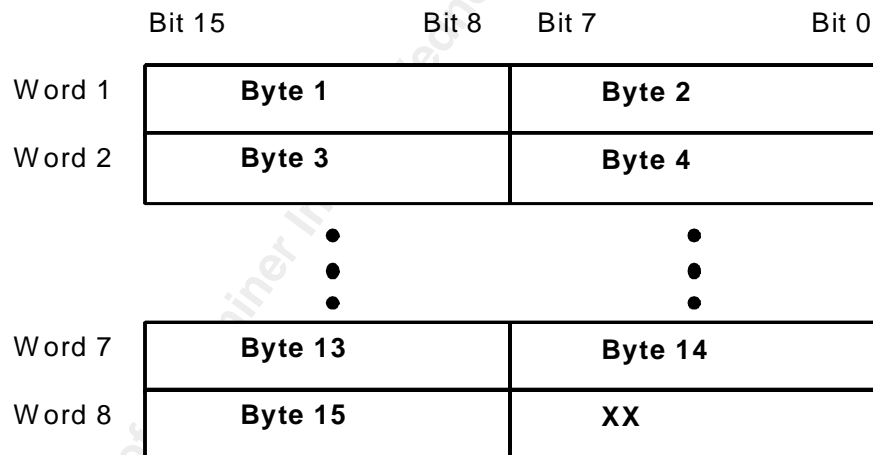 Bit 15 Bit 8 Bit 7 Bit 0
Word 1 Byte 1 Byte 2
Word 2 Byte 3 Byte 4
Word 7 Byte 13 Byte 14
Word 8 Byte 15 XX